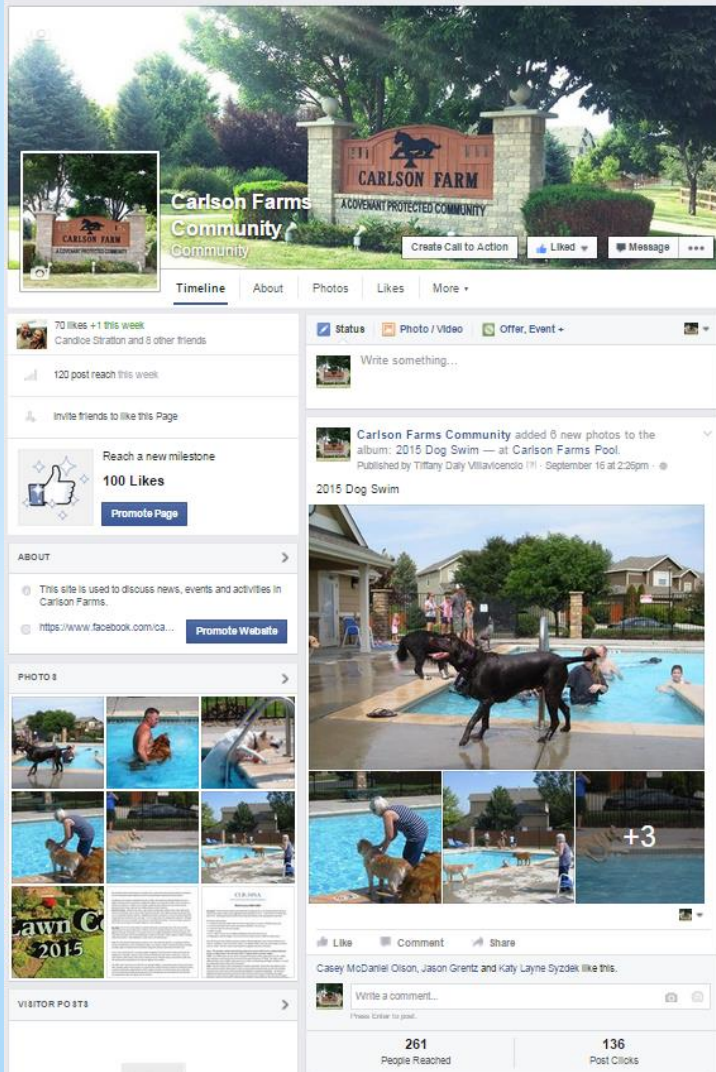 CARLSON FARM
A COVENANT PROTECTED COMMUNITY
CARLSON FARM
A COVENANT PROTECTED COMMUNITY
Carlson Farms
Community
Community
Create Call to Action
Liked
Message
Timeline
About
Photos
Likes
More
70 likes +1 this week
Candice Stratton and 6 other friends
120 post reach this week
Invite friends to like this Page
Reach a new milestone
100 Likes
Promote Page
ABOUT
This site is used to discuss news, events and activities in
Carlson Farms.
https://www.facebook.com/ca...
Promote Website
PHOTOS
Lawn Co
2015
VISITOR POSTS
Status
Photo / Video
Offer, Event +
Write something...
Carlson Farms Community added 6 new photos to the
album: 2015 Dog Swim — at Carlson Farms Pool.
Published by Tiffany Daly Villavicencio [?] · September 16 at 2:26pm ·
2015 Dog Swim
+3
Like
Comment
Share
Casey McDaniel Olson, Jason Grentz and Katy Layne Syzdek like this.
Write a comment...
Press Enter to post.
261
People Reached
136
Post Clicks